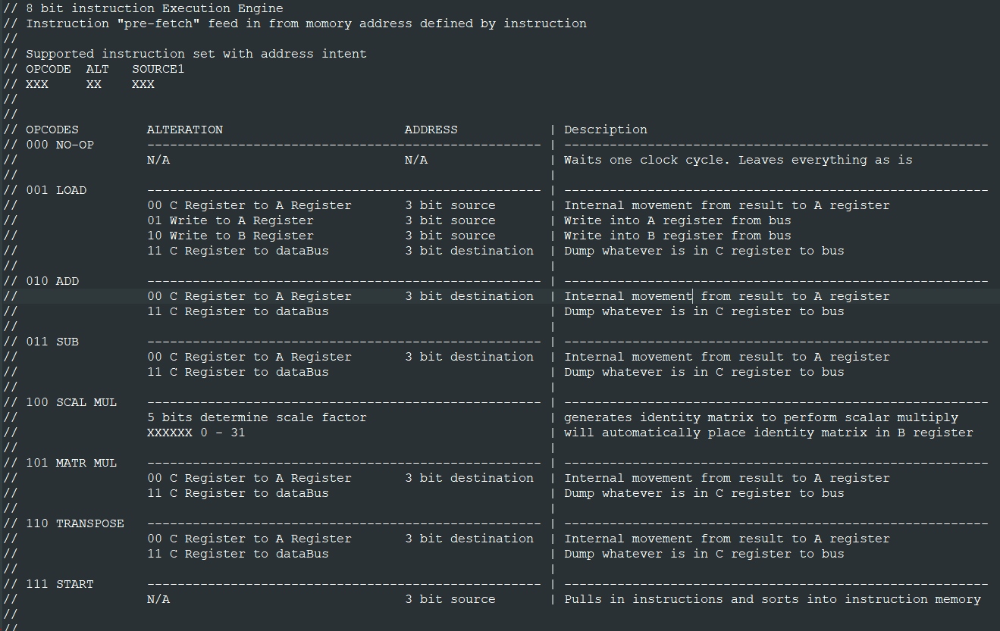 // 8 bit instruction Execution Engine
// Instruction "pre-fetch" feed in from momory address defined by instruction
//
// Supported instruction set with address intent
// OPCODE  ALT   SOURCE1
// XXX     XX    XXX
//
//
// OPCODES         ALTERATION                        ADDRESS            | Description
// 000 NO-OP       ---------------------------------------------------- | --------------------------------------------------------
//                 N/A                               N/A                | Waits one clock cycle. Leaves everything as is
//                                                                      |
// 001 LOAD        ---------------------------------------------------- | --------------------------------------------------------
//                 00 C Register to A Register       3 bit source       | Internal movement from result to A register
//                 01 Write to A Register            3 bit source       | Write into A register from bus
//                 10 Write to B Register            3 bit source       | Write into B register from bus
//                 11 C Register to dataBus          3 bit destination  | Dump whatever is in C register to bus
//                                                                      |
// 010 ADD         ---------------------------------------------------- | --------------------------------------------------------
//                 00 C Register to A Register       3 bit destination  | Internal movement from result to A register
//                 11 C Register to dataBus                             | Dump whatever is in C register to bus
//                                                                      |
// 011 SUB         ---------------------------------------------------- | --------------------------------------------------------
//                 00 C Register to A Register       3 bit destination  | Internal movement from result to A register
//                 11 C Register to dataBus                             | Dump whatever is in C register to bus
//                                                                      |
// 100 SCAL MUL    ---------------------------------------------------- | --------------------------------------------------------
//                 5 bits determine scale factor                        | generates identity matrix to perform scalar multiply
//                 XXXXXX 0 - 31                                        | will automatically place identity matrix in B register
//                                                                      |
// 101 MATR MUL    ---------------------------------------------------- | --------------------------------------------------------
//                 00 C Register to A Register       3 bit destination  | Internal movement from result to A register
//                 11 C Register to dataBus                             | Dump whatever is in C register to bus
//                                                                      |
// 110 TRANSPOSE   ---------------------------------------------------- | --------------------------------------------------------
//                 00 C Register to A Register       3 bit destination  | Internal movement from result to A register
//                 11 C Register to dataBus                             | Dump whatever is in C register to bus
//                                                                      |
// 111 START       ---------------------------------------------------- | --------------------------------------------------------
//                 N/A                               3 bit source       | Pulls in instructions and sorts into instruction memory
//
//